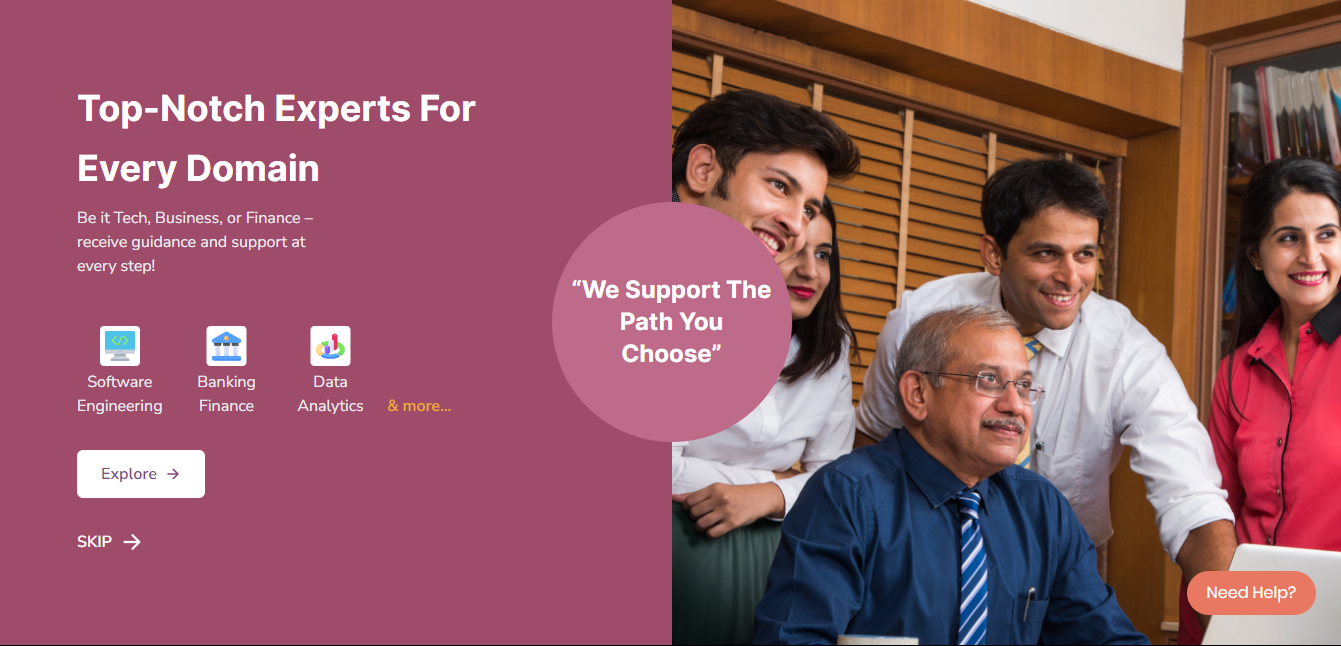 Top-Notch Experts For
Every Domain
Be it Tech, Business, or Finance –
receive guidance and support at
every step!
“We Support The
Path You
Choose”
Software
Engineering
Banking
Finance
Data
Analytics
& more...
Explore →
SKIP →
Need Help?